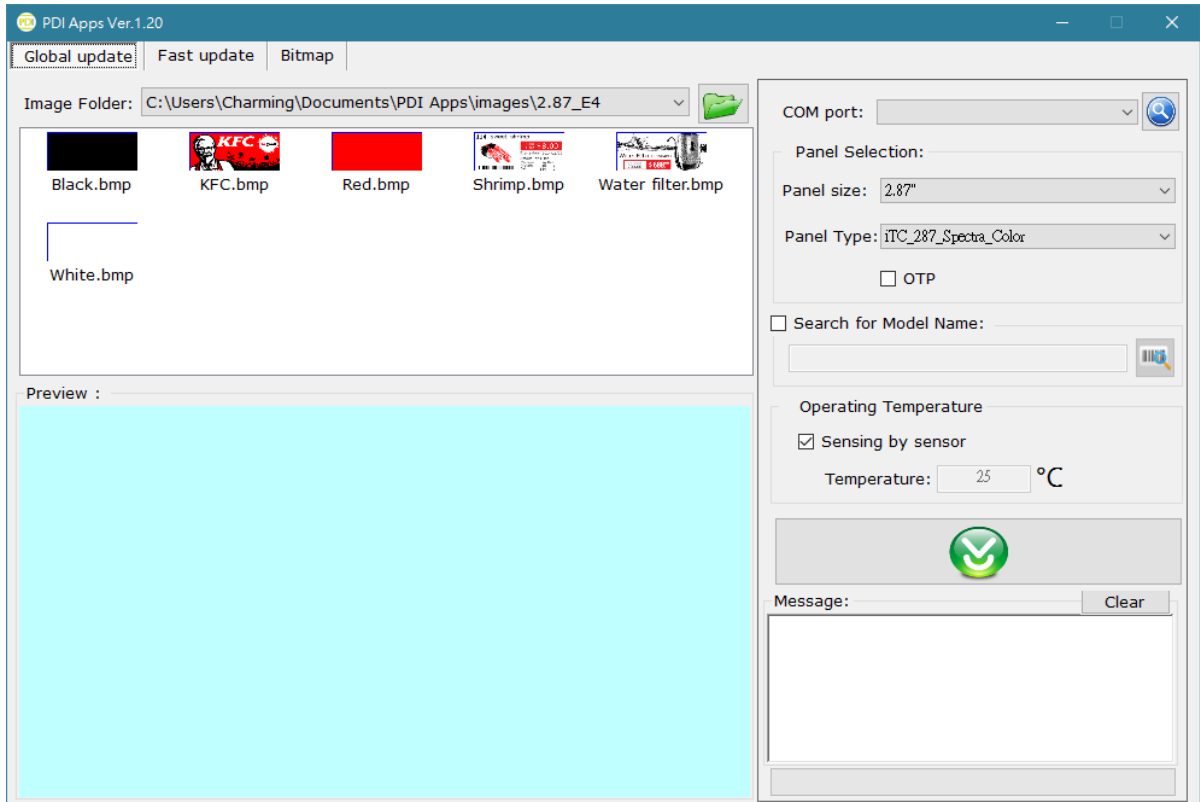 PDI Apps Ver.1.20
Global update Fast update Bitmap
Image Folder: C:\Users\Charming\Documents\PDI Apps\images\2.87_E4
KFC
Black.bmp KFC.bmp Red.bmp Shrimp.bmp Water filter.bmp
White.bmp
Preview :
COM port:
Panel Selection:
Panel size: 2.87"
Panel Type: iTC_287_Spectra_Color
OTP
Search for Model Name:
Operating Temperature
Sensing by sensor
Temperature: 25 °C
Message: Clear